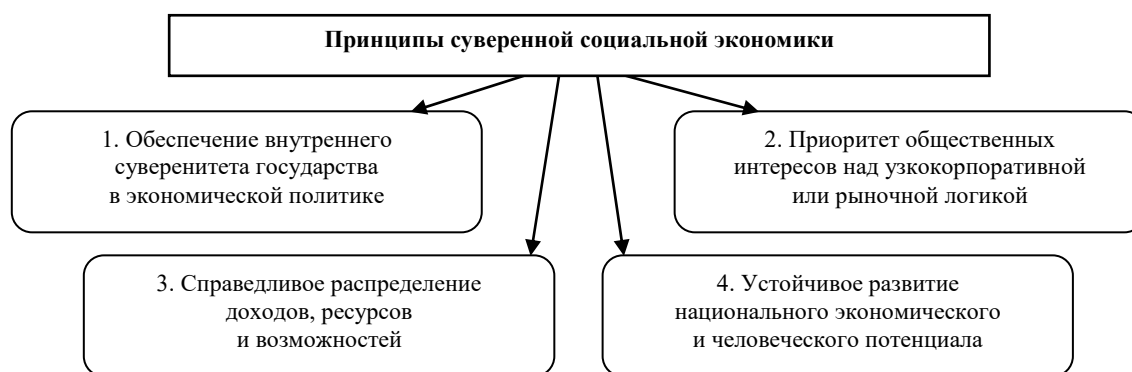 Принципы суверенной социальной экономики
1. Обеспечение внутреннего
суверенитета государства
в экономической политике
2. Приоритет общественных
интересов над узкокорпоративной
или рыночной логикой
3. Справедливое распределение
доходов, ресурсов
и возможностей
4. Устойчивое развитие
национального экономического
и человеческого потенциала